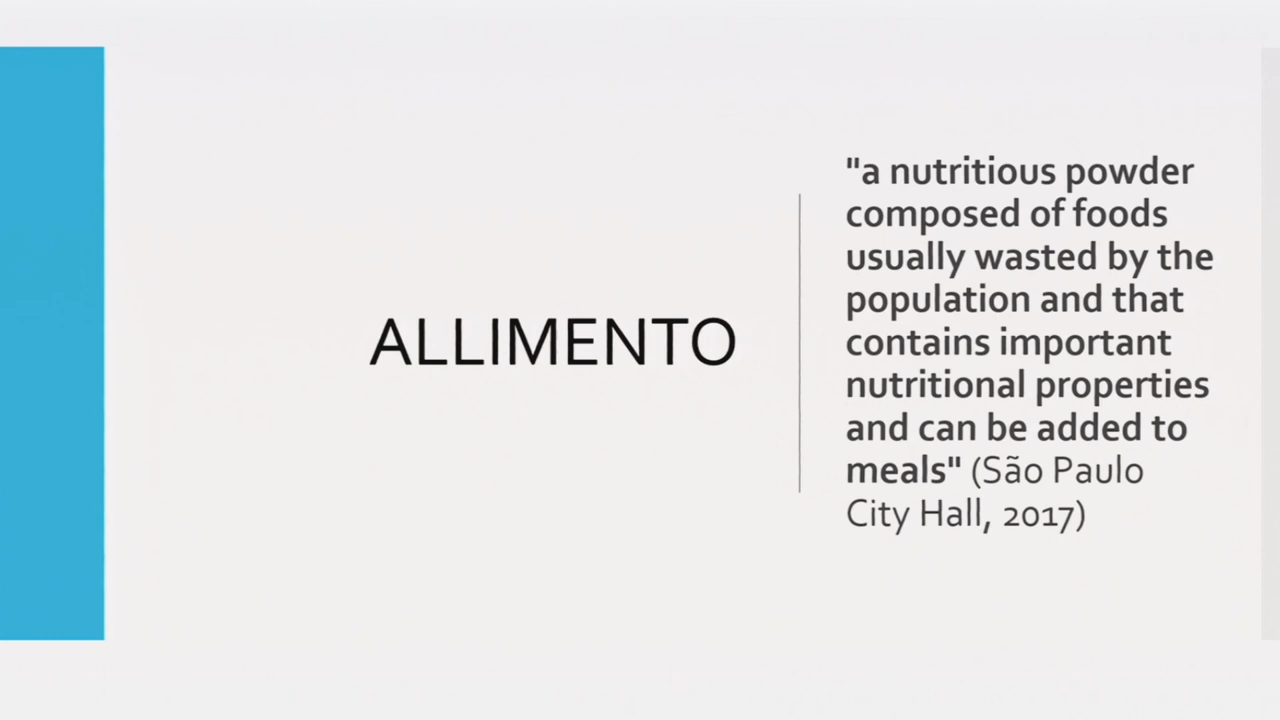 ALLIMENTO
"a nutritious powder
composed of foods
usually wasted by the
population and that
contains important
nutritional properties
and can be added to
meals" (São Paulo
City Hall, 2017)